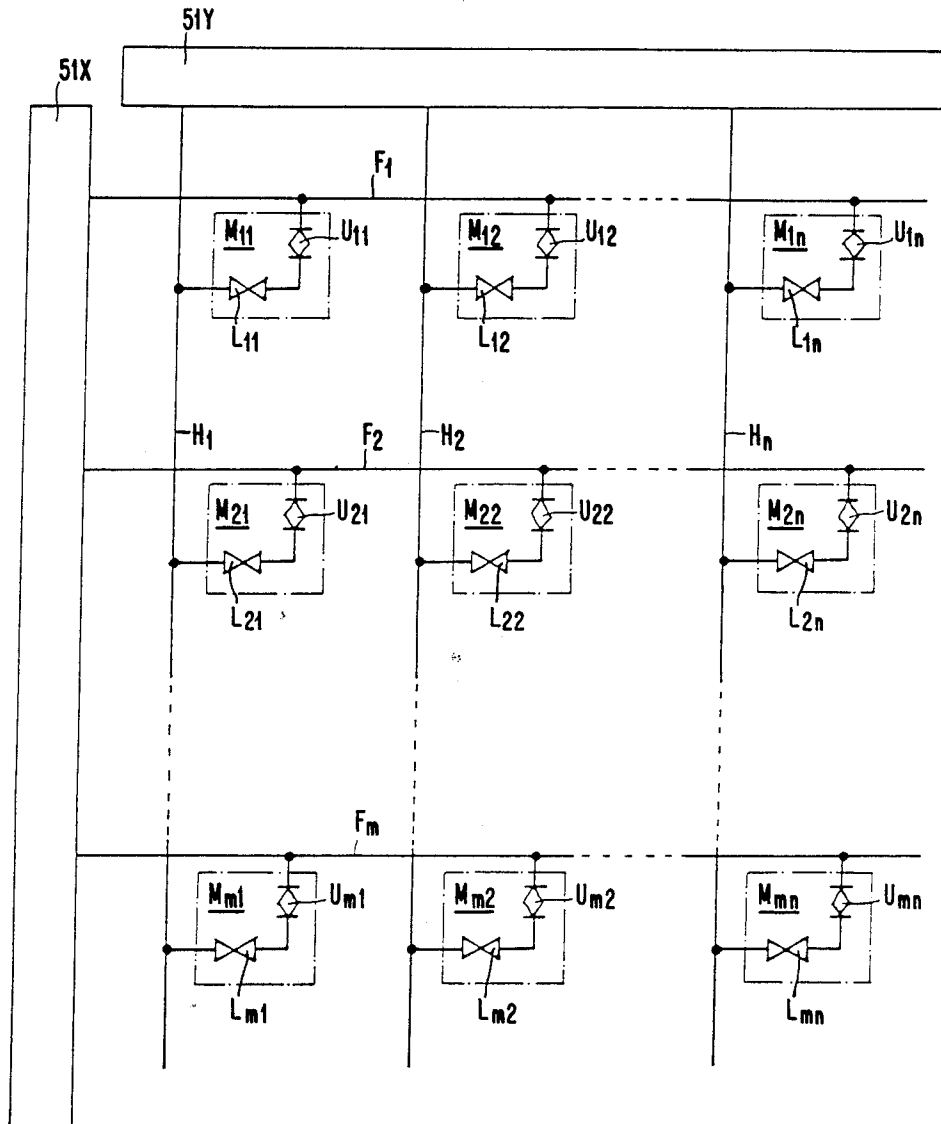 51Y
51X
F1
M11 U11 M12 U12 M1n U1n
L11 L12 L1n
H1 F2 H2 Hn
M21 U21 M22 U22 M2n U2n
L21 L22 L2n
Fm
Mm1 Um1 Mm2 Um2 Mmn Umn
Lm1 Lm2 Lmn